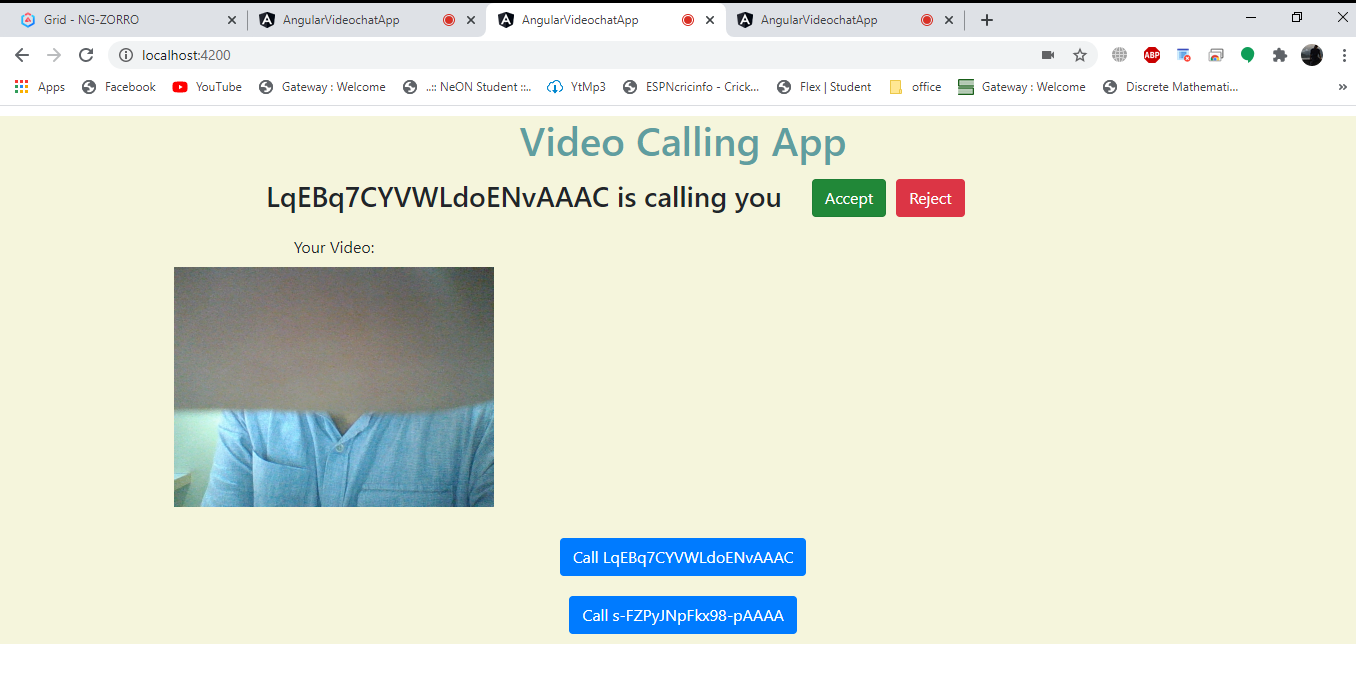 Grid - NG-ZORRO
AngularVideochatApp
AngularVideochatApp
AngularVideochatApp
localhost:4200
ABP
Apps
Facebook
YouTube
Gateway : Welcome
..:: NeON Student ::..
YtMp3
ESPNcricinfo - Crick...
Flex | Student
office
Gateway : Welcome
Discrete Mathemati...
Video Calling App
LqEBq7CYVWLdoENvAAAC is calling you
Accept
Reject
Your Video:
Call LqEBq7CYVWLdoENvAAAC
Call s-FZPyJNpFkx98-pAAAA